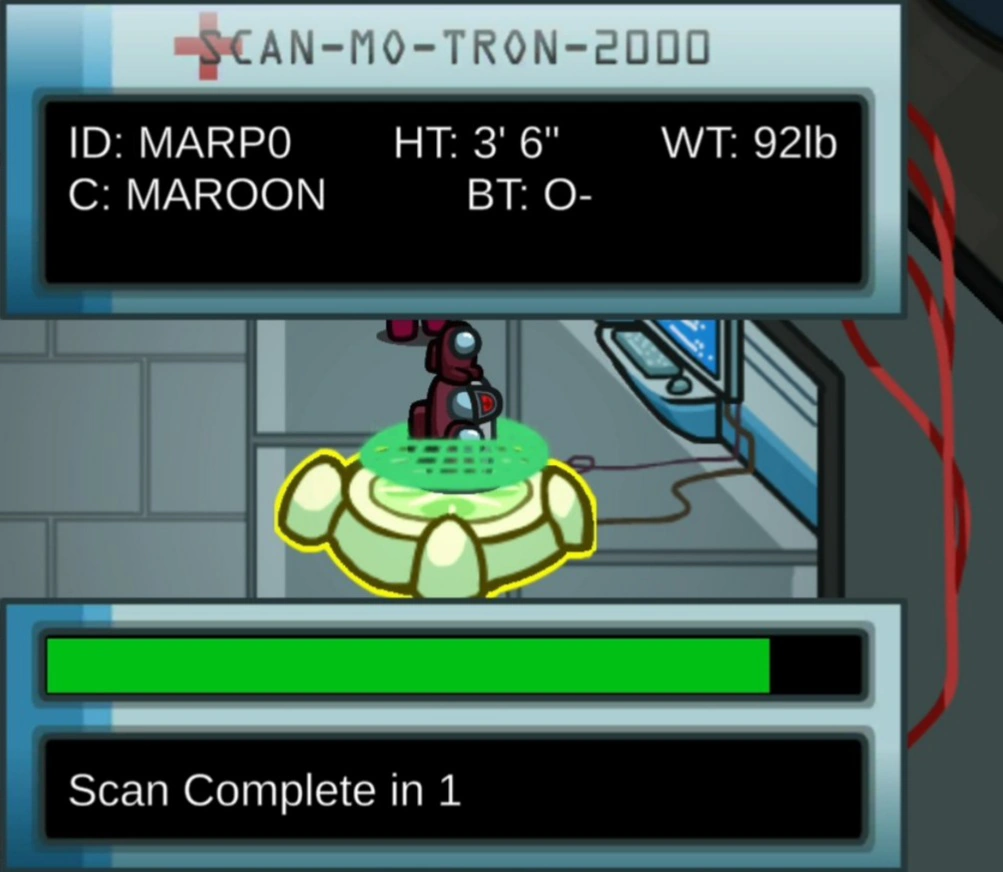 SCAN-MO-TRON-2000
ID: MARP0 HT: 3' 6" WT: 92lb
C: MAROON BT: O-
Scan Complete in 1